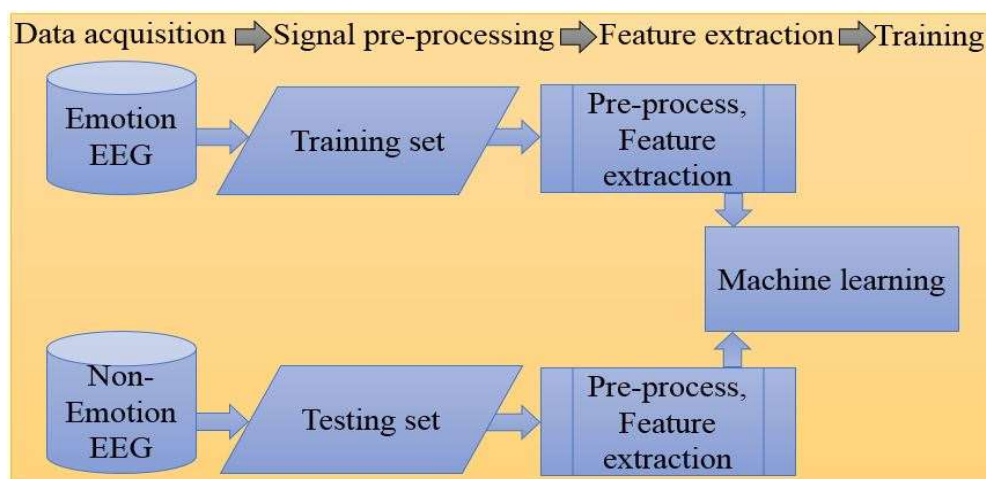 Data acquisition Signal pre-processing Feature extraction Training
Emotion
EEG
Training set
Pre-process,
Feature
extraction
Machine learning
Non-
Emotion
EEG
Testing set
Pre-process,
Feature
extraction